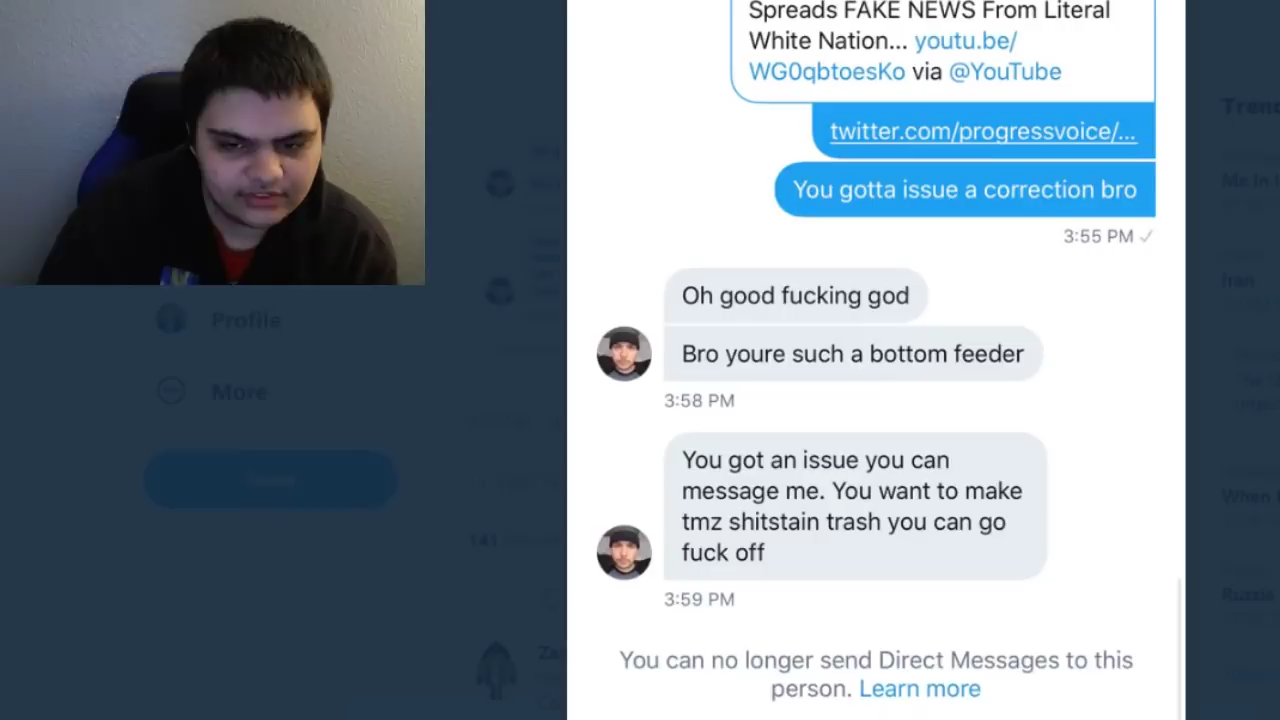 Spreads FAKE NEWS From Literal
White Nation... youtu.be/
WG0qbtoesKo via @YouTube
twitter.com/progressvoice/...
You gotta issue a correction bro
3:55 PM ✓
Oh good fucking god
Bro youre such a bottom feeder
3:58 PM
You got an issue you can
message me. You want to make
tmz shitstain trash you can go
fuck off
3:59 PM
You can no longer send Direct Messages to this
person. Learn more
Profile
More
141
Iran